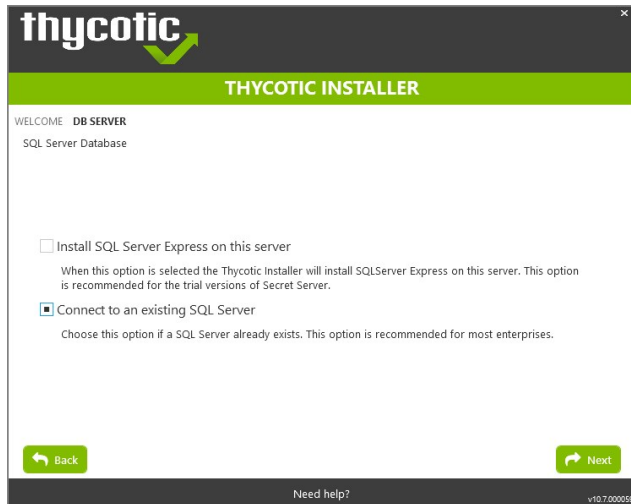 thycotic
THYCOTIC INSTALLER
WELCOME DB SERVER
SQL Server Database
Install SQL Server Express on this server
When this option is selected the Thycotic Installer will install SQLServer Express on this server. This option
is recommended for the trial versions of Secret Server.
Connect to an existing SQL Server
Choose this option if a SQL Server already exists. This option is recommended for most enterprises.
Back
Next
Need help?